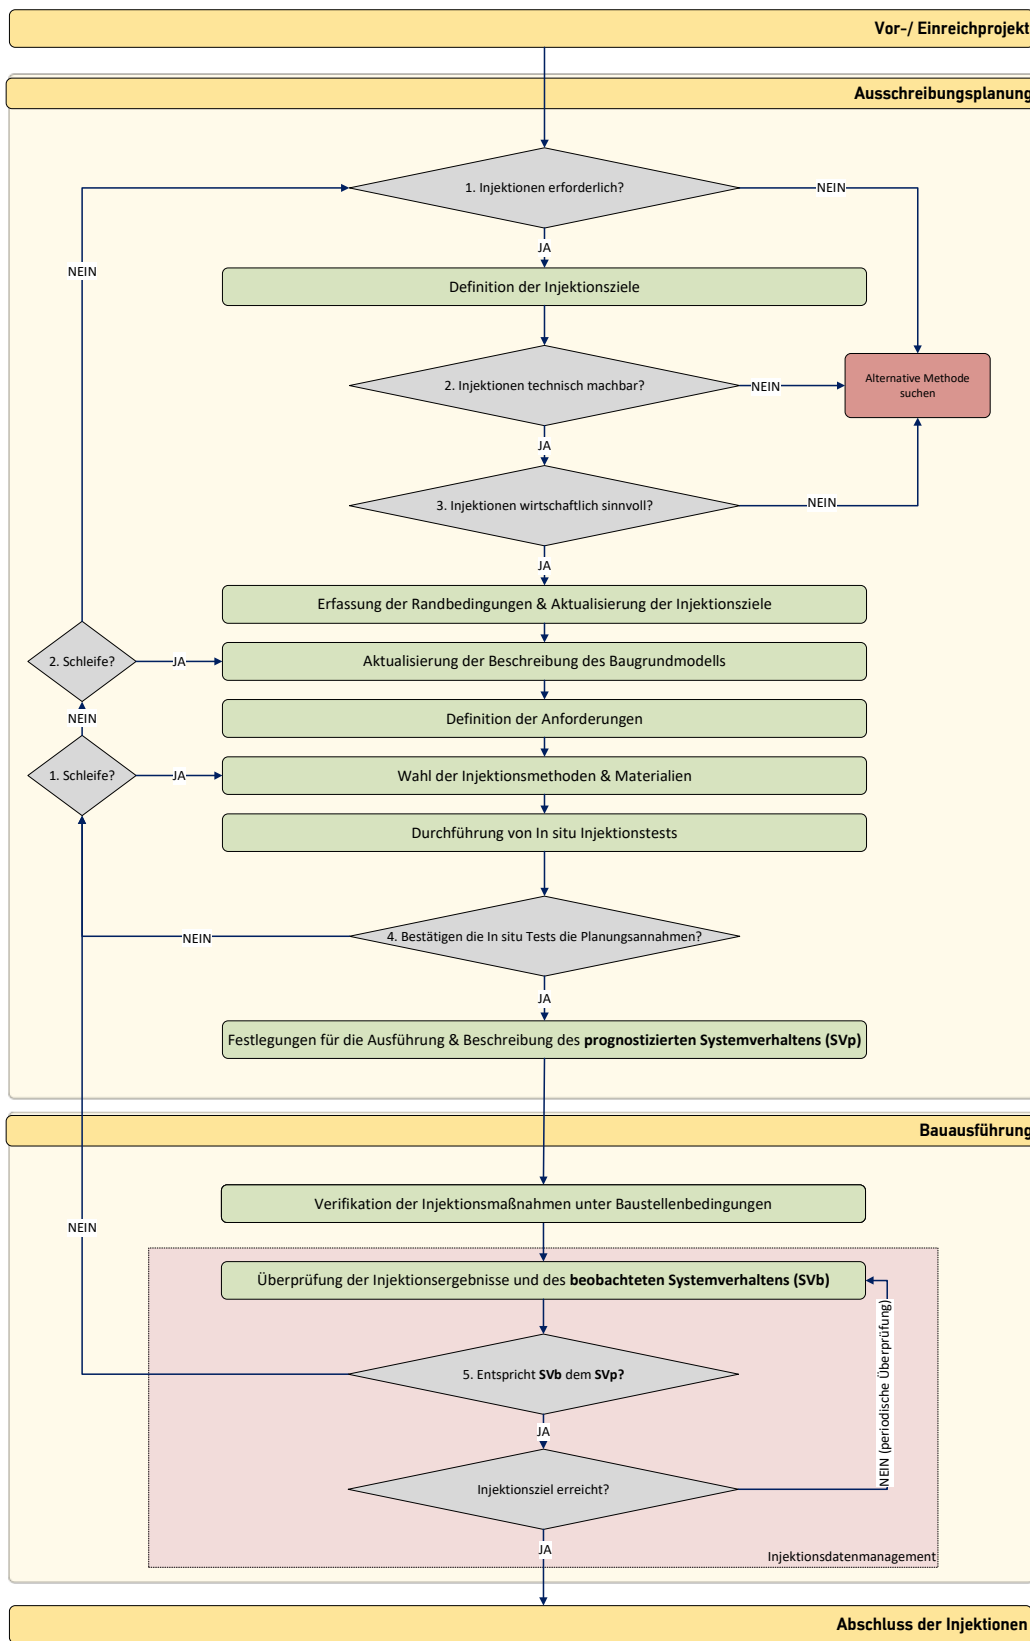 Vor-/ Einreichprojekt
Ausschreibungsplanung
1. Injektionen erforderlich?
NEIN
JA
NEIN
Definition der Injektionsziele
2. Injektionen technisch machbar?
NEIN
Alternative Methode
suchen
JA
3. Injektionen wirtschaftlich sinnvoll?
NEIN
JA
Erfassung der Randbedingungen & Aktualisierung der Injektionsziele
2. Schleife?
JA
Aktualisierung der Beschreibung des Baugrundmodells
NEIN
Definition der Anforderungen
1. Schleife?
JA
Wahl der Injektionsmethoden & Materialien
Durchführung von In situ Injektionstests
NEIN
4. Bestätigen die In situ Tests die Planungsannahmen?
JA
Festlegungen für die Ausführung & Beschreibung des prognostizierten Systemverhaltens (SVp)
Bauausführung
Verifikation der Injektionsmaßnahmen unter Baustellenbedingungen
NEIN
Überprüfung der Injektionsergebnisse und des beobachteten Systemverhaltens (SVb)
5. Entspricht SVb dem SVp?
NEIN (periodische Überprüfung)
JA
Injektionsziel erreicht?
JA
Injektionsdatenmanagement
Abschluss der Injektionen